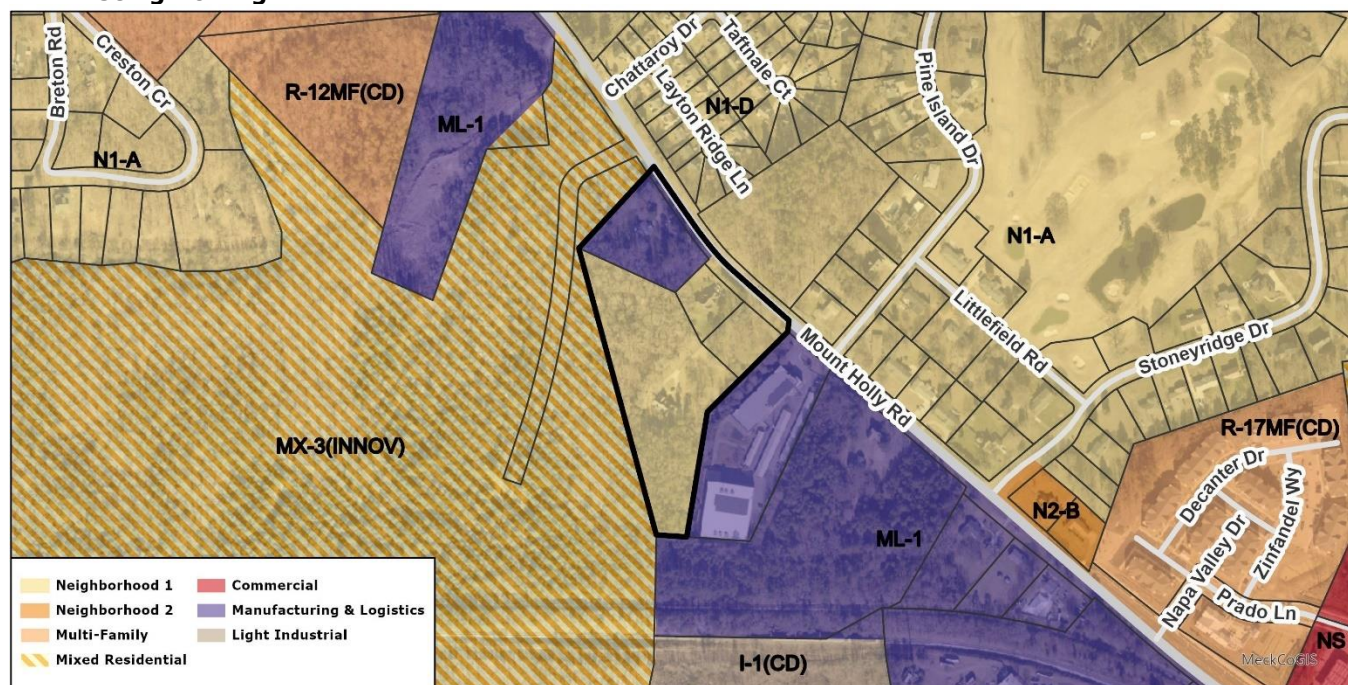 Breton Rd
Creston Cr
N1-A
R-12MF(CD)
ML-1
Chattaroy Dr
Taftnale Ct
Layton Ridge Ln
N1-D
Pine Island Dr
N1-A
Littlefield Rd
Stoneyridge Dr
Mount Holly Rd
MX-3(INNOV)
R-17MF(CD)
Decanter Dr
Zinfandel Wy
Napa Valley Dr
Prado Ln
N2-B
ML-1
I-1(CD)
NS
MeckCoGIS
Neighborhood 1
Neighborhood 2
Multi-Family
Mixed Residential
Commercial
Manufacturing & Logistics
Light Industrial